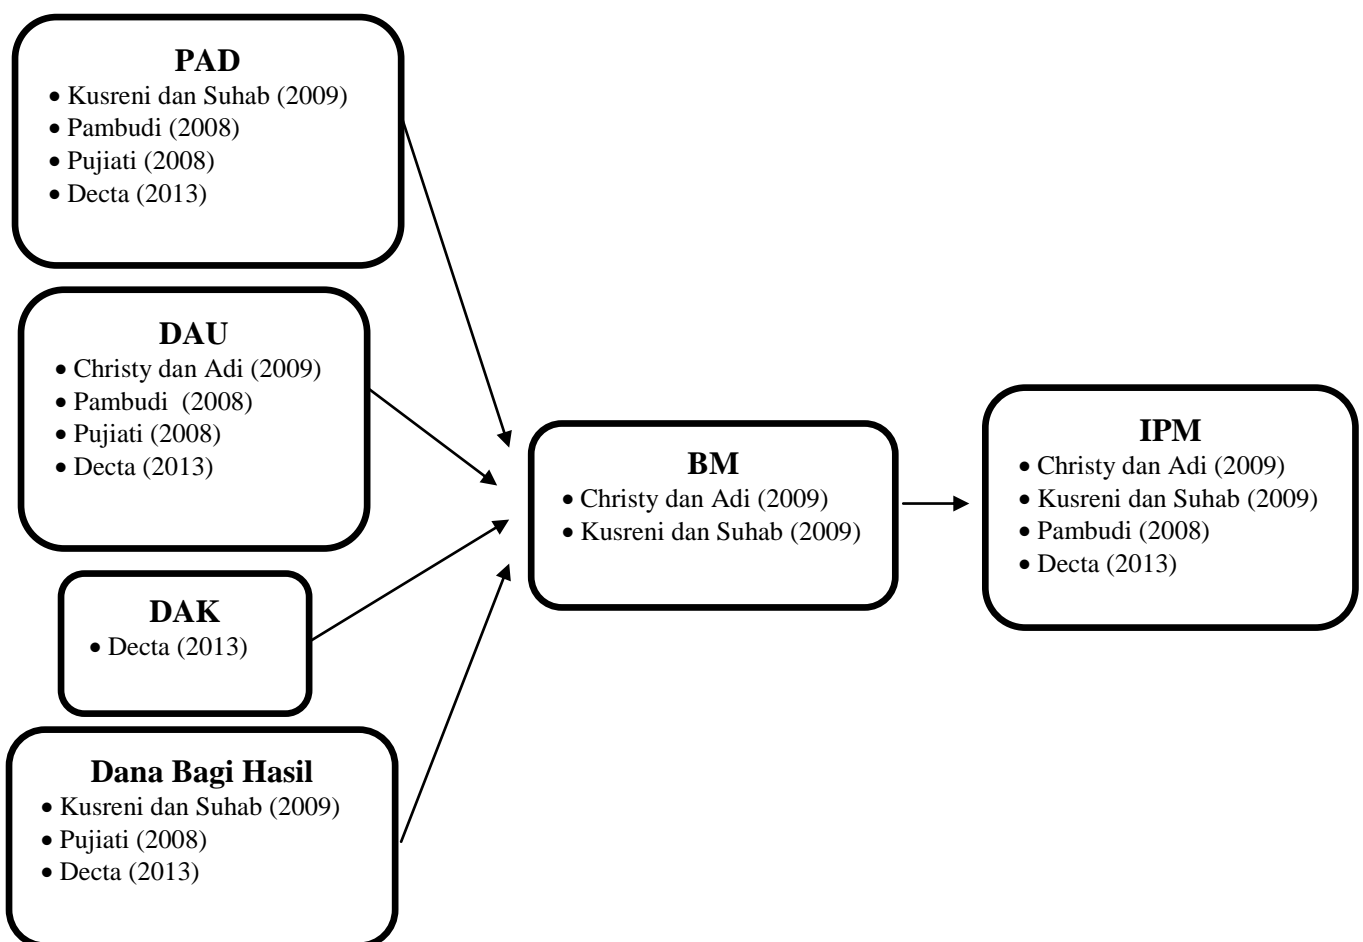 PAD
• Kusreni dan Suhab (2009)
• Pambudi (2008)
• Pujiati (2008)
• Decta (2013)
DAU
• Christy dan Adi (2009)
• Pambudi  (2008)
• Pujiati (2008)
• Decta (2013)
DAK
• Decta (2013)
Dana Bagi Hasil
• Kusreni dan Suhab (2009)
• Pujiati (2008)
• Decta (2013)
BM
• Christy dan Adi (2009)
• Kusreni dan Suhab (2009)
IPM
• Christy dan Adi (2009)
• Kusreni dan Suhab (2009)
• Pambudi (2008)
• Decta (2013)